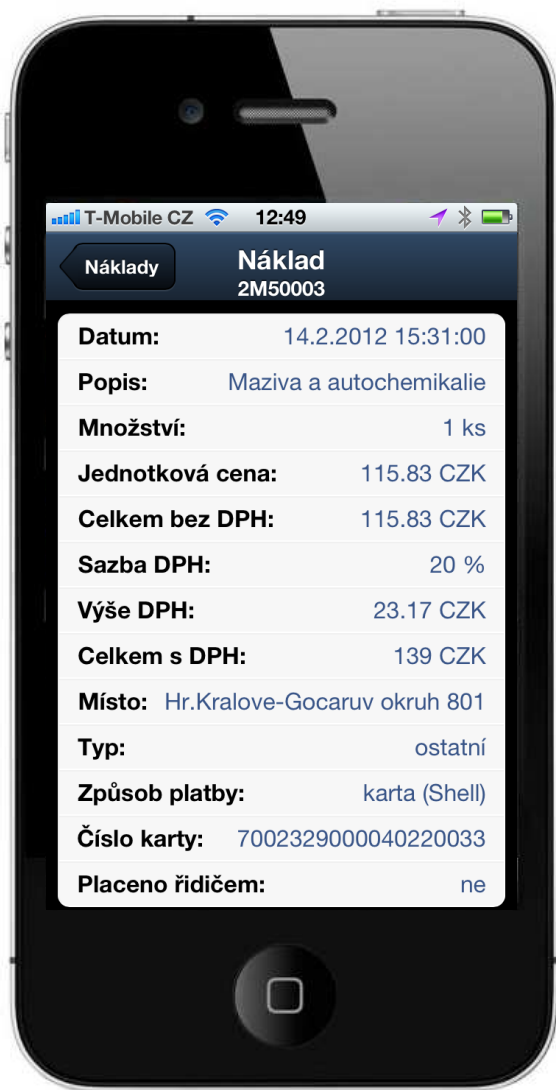 T-Mobile CZ 12:49
Náklady
Náklad
2M50003
Datum: 14.2.2012 15:31:00
Popis: Maziva a autochemikalie
Množství: 1 ks
Jednotková cena: 115.83 CZK
Celkem bez DPH: 115.83 CZK
Sazba DPH: 20 %
Výše DPH: 23.17 CZK
Celkem s DPH: 139 CZK
Místo: Hr.Kralove-Gocaruv okruh 801
Typ: ostatní
Způsob platby: karta (Shell)
Číslo karty: 7002329000040220033
Placeno řidičem: ne